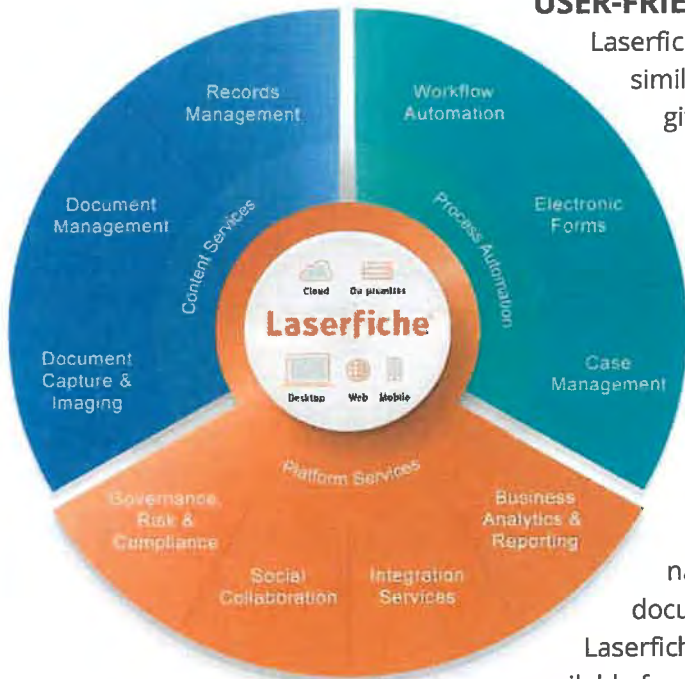 USER-FRIE
Laserfic
simil
gi
Records
Management
Workflow
Automation
Document
Management
Electronic
Forms
Content Services
Process Automation
Cloud
On premises
Laserfiche
Document
Capture &
Imaging
Case
Management
Desktop
Web
Mobile
Platform Services
Governance,
Risk &
Compliance
Business
Analytics &
Reporting
Social
Collaboration
Integration
Services
na
docu
Laserfich